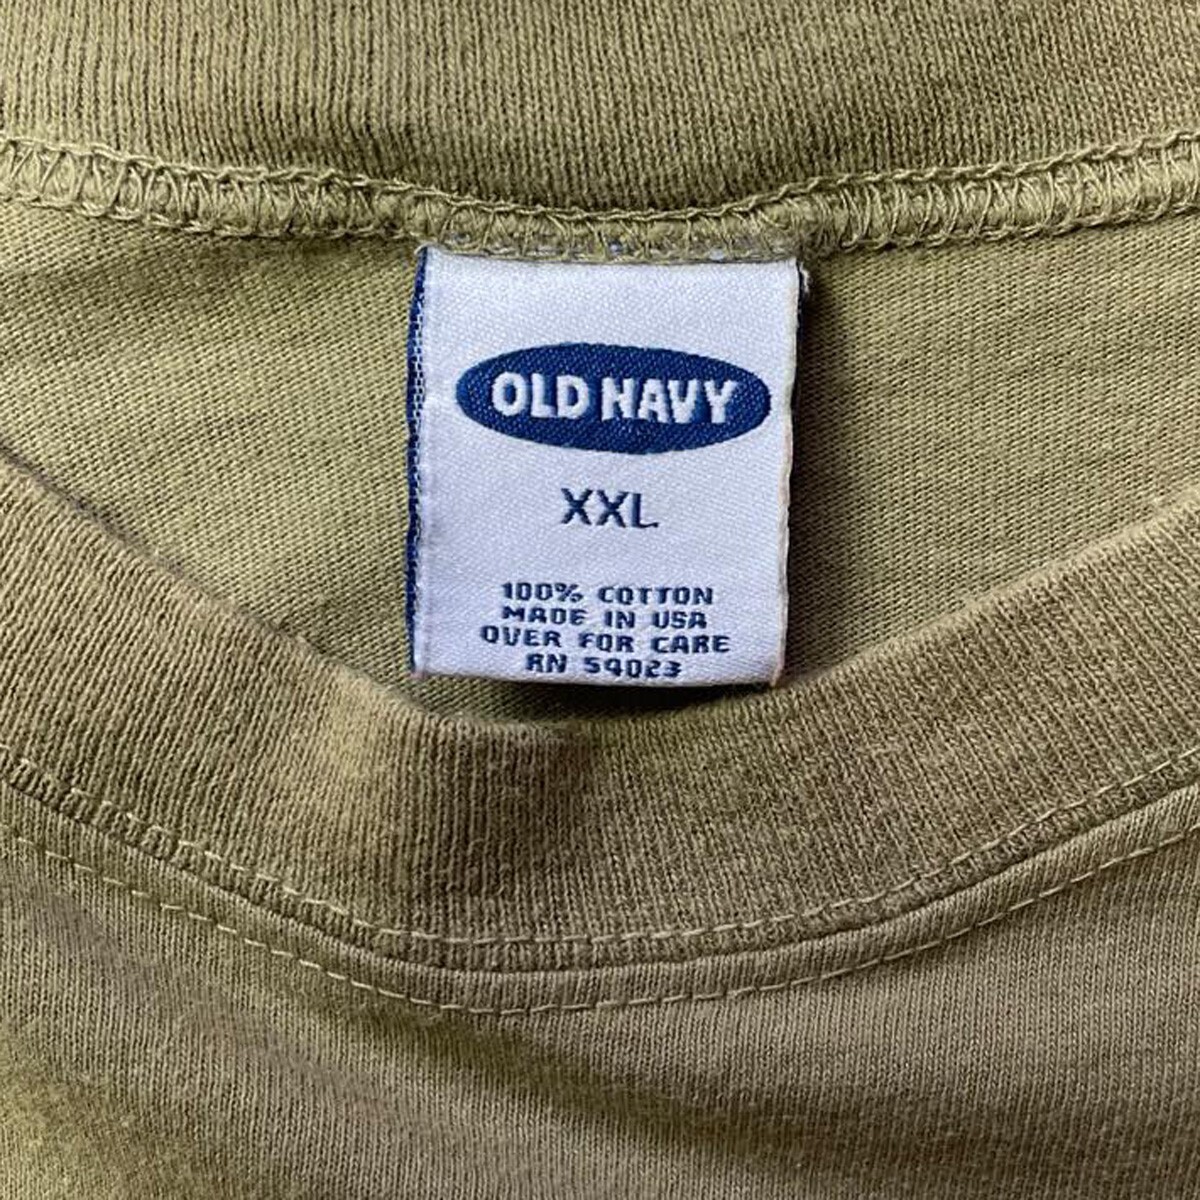 OLD NAVY
XXL
100% COTTON
MADE IN USA
OVER FOR CARE
RN 54023